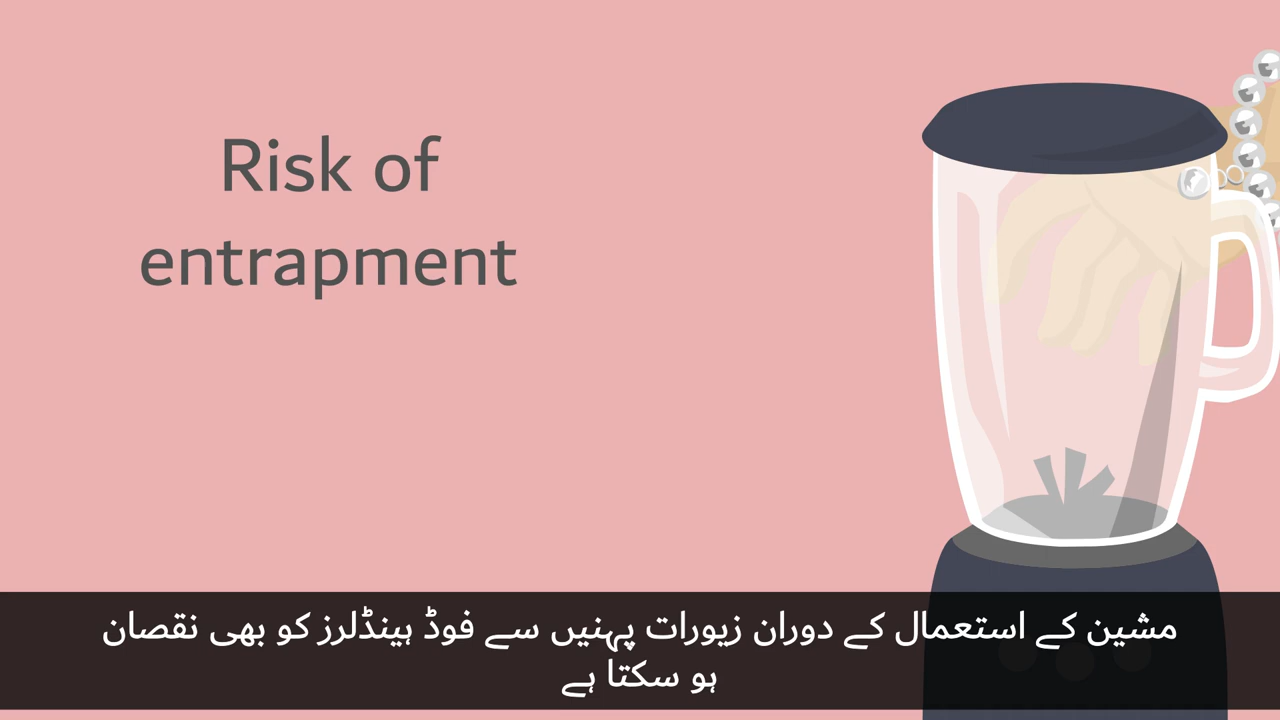 Risk of
entrapment
مشین کے استعمال کے دوران زیورات پہنیں سے فوڈ ہینڈلرز کو بھی نقصان
ہو سکتا ہے